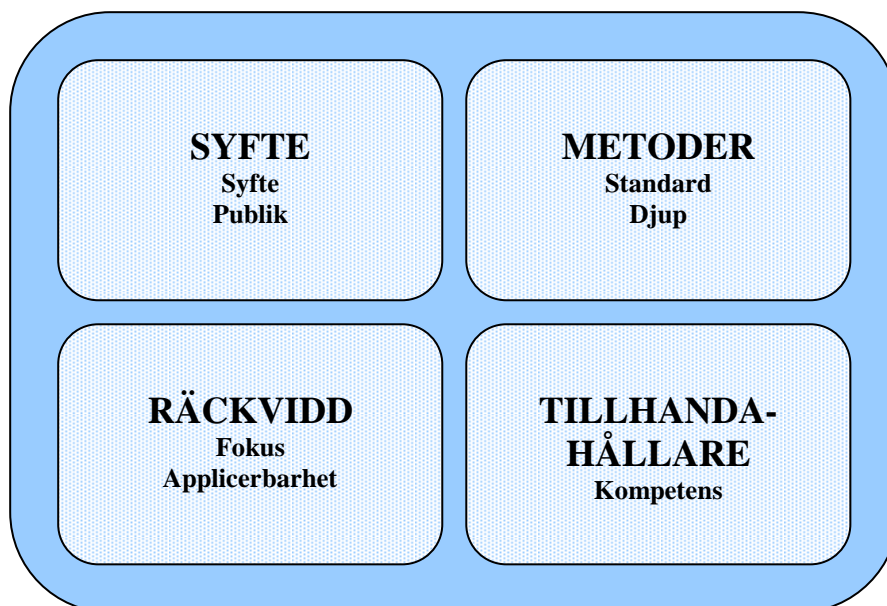 SYFTE
Syfte
Publik
METODER
Standard
Djup
RÄCKVIDD
Fokus
Applicerbarhet
TILLHANDA-
HÅLLARE
Kompetens